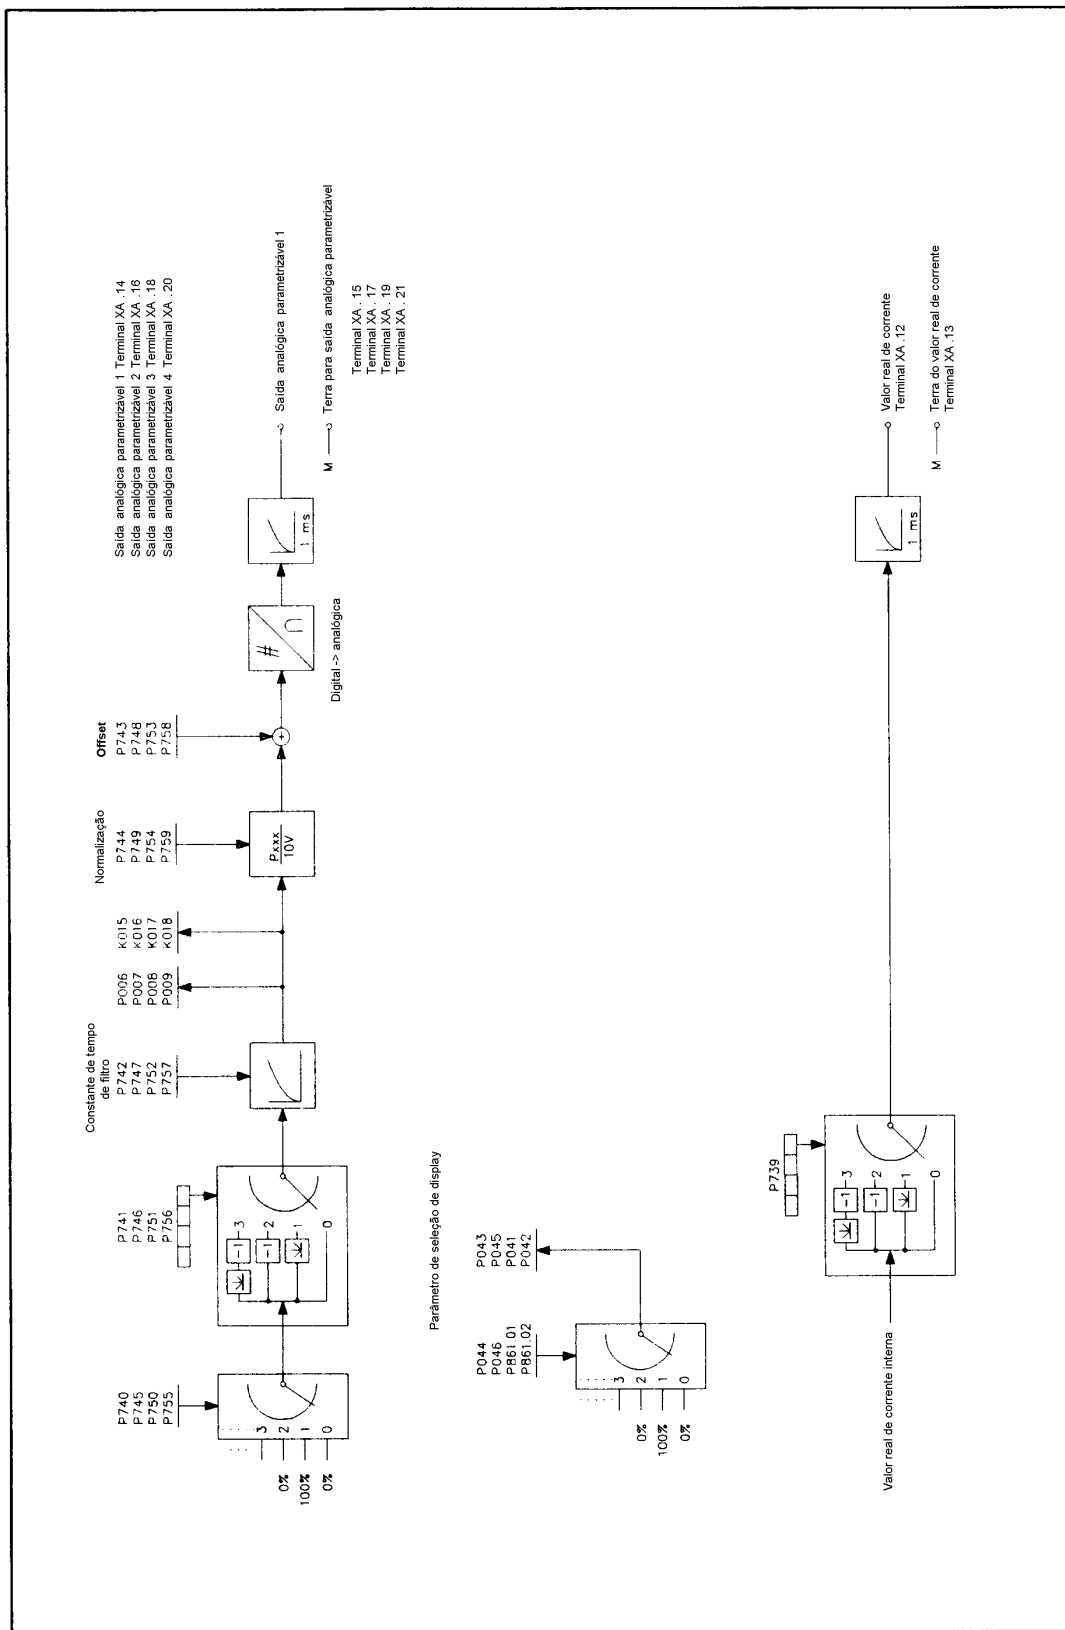 P740
P745
P750
P755
3
2
1
0
0%
100%
0%
P741
P746
P751
P756
-1
3
-1
2
1
0
Constante de tempo
de filtro
P742
P747
P752
P757
P006
P007
P008
P009
K015
K016
K017
K018
Normalização
P744
P749
P754
P759
Pxxx
10V
Offset
P743
P748
P753
P758
+
#
Digital -> analógica
1 ms
Saída analógica parametrizável 1 Terminal XA .14
Saída analógica parametrizável 2 Terminal XA .16
Saída analógica parametrizável 3 Terminal XA .18
Saída analógica parametrizável 4 Terminal XA . 20
Saída analógica parametrizável 1
M
Terra para saída analógica parametrizável
Terminal XA . 15
Terminal XA . 17
Terminal XA . 19
Terminal XA . 21
Parâmetro de seleção de display
P044
P046
P861.01
P861.02
3
2
1
0
0%
100%
0%
P043
P045
P041
P042
Valor real de corrente interna
P739
-1
3
-1
2
1
0
1 ms
Valor real de corrente
Terminal XA .12
M
Terra do valor real de corrente
Terminal XA .13